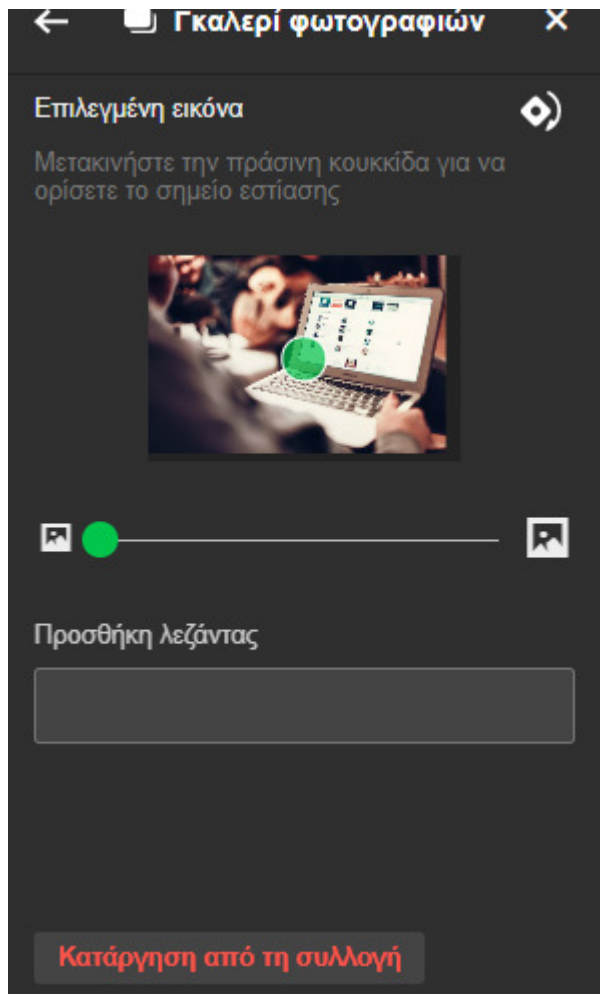 Γκαλερί φωτογραφιών
Επιλεγμένη εικόνα
Μετακινήστε την πράσινη κουκκίδα για να
ορίσετε το σημείο εστίασης
Προσθήκη λεζάντας
Κατάργηση από τη συλλογή